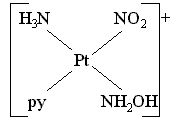 H₃N NO₂ +
Pt
py NH₂OH